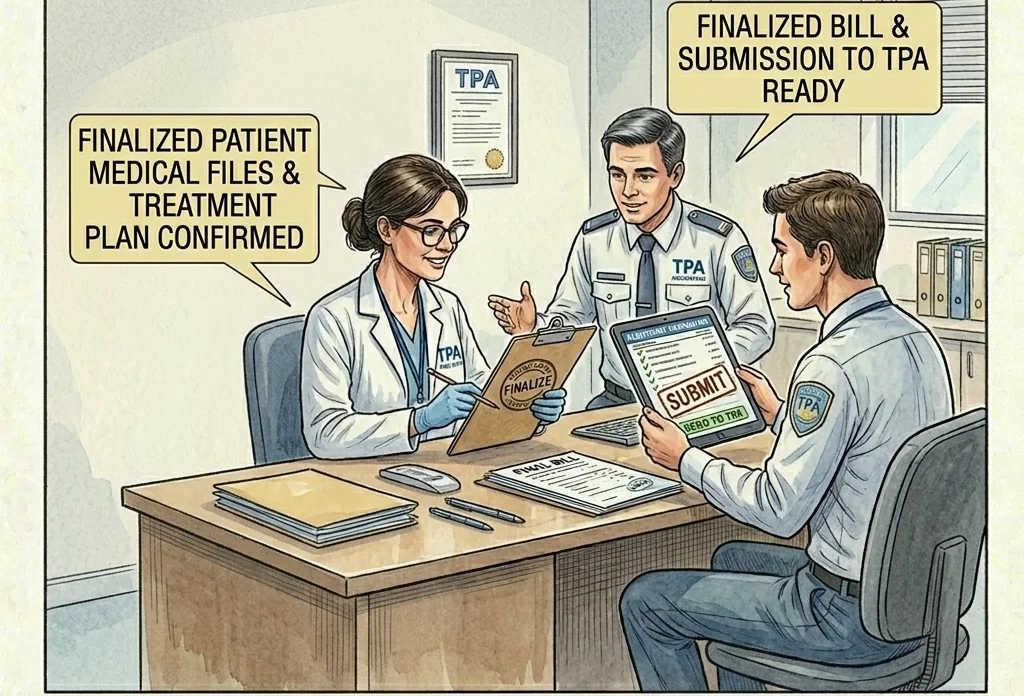 FINALIZED BILL &
SUBMISSION TO TPA
READY
TPA
FINALIZED PATIENT
MEDICAL FILES &
TREATMENT
PLAN CONFIRMED
TPA
TPA
FINALIZE
SUBMIT
TPA
FINAL BILL